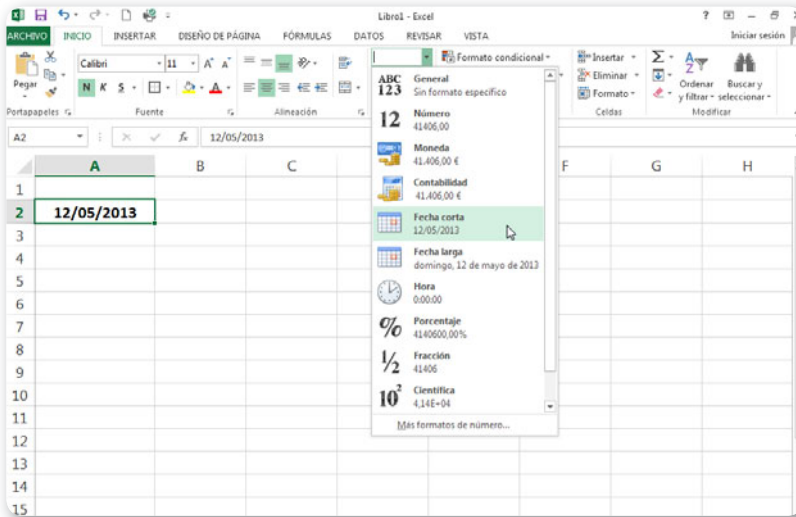 Libro1 - Excel
ARCHIVO INICIO INSERTAR DISEÑO DE PÁGINA FÓRMULAS DATOS REVISAR VISTA Iniciar sesión
Pegar
Calibri 11 A A
N K S A
Formato condicional
Insertar
Eliminar
Formato
Ordenar y filtrar
Buscar y seleccionar
Portapapeles Fuente Alineación Celdas Modificar
A2 fx 12/05/2013
A B C F G H
1
2 12/05/2013
3
4
5
6
7
8
9
10
11
12
13
14
15
ABC 123 General
Sin formato específico
12 Número
41406,00
Moneda
41.406,00 €
Contabilidad
41.406,00 €
Fecha corta
12/05/2013
Fecha larga
domingo, 12 de mayo de 2013
Hora
0:00:00
% Porcentaje
4140600,00%
1/2 Fracción
41406
10² Científica
4,14E+04
Más formatos de número...